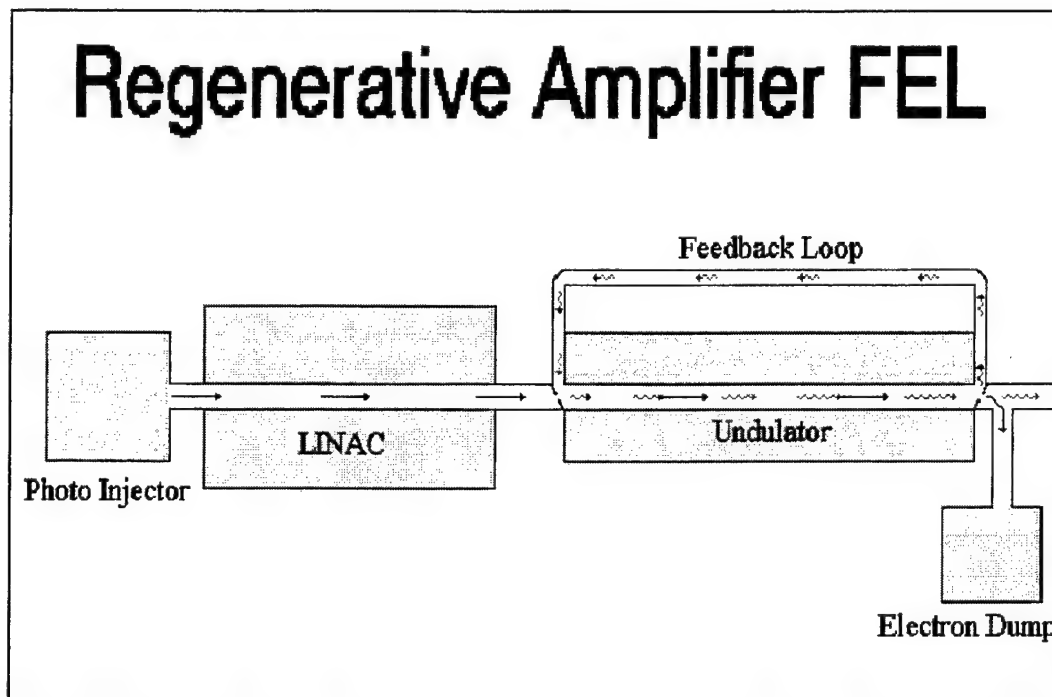 Regenerative Amplifier FEL
Feedback Loop
LINAC
Undulator
Photo Injector
Electron Dump